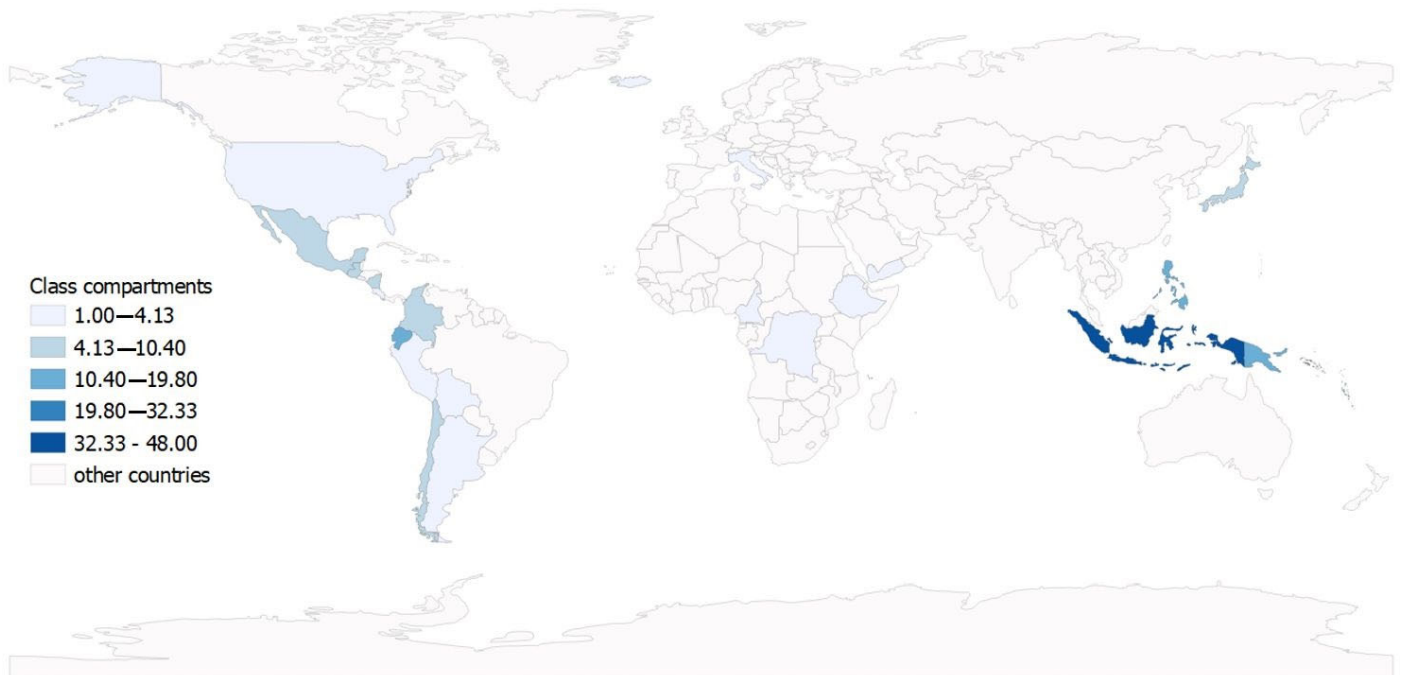 Class compartments
1.00—4.13
4.13—10.40
10.40—19.80
19.80—32.33
32.33 - 48.00
other countries